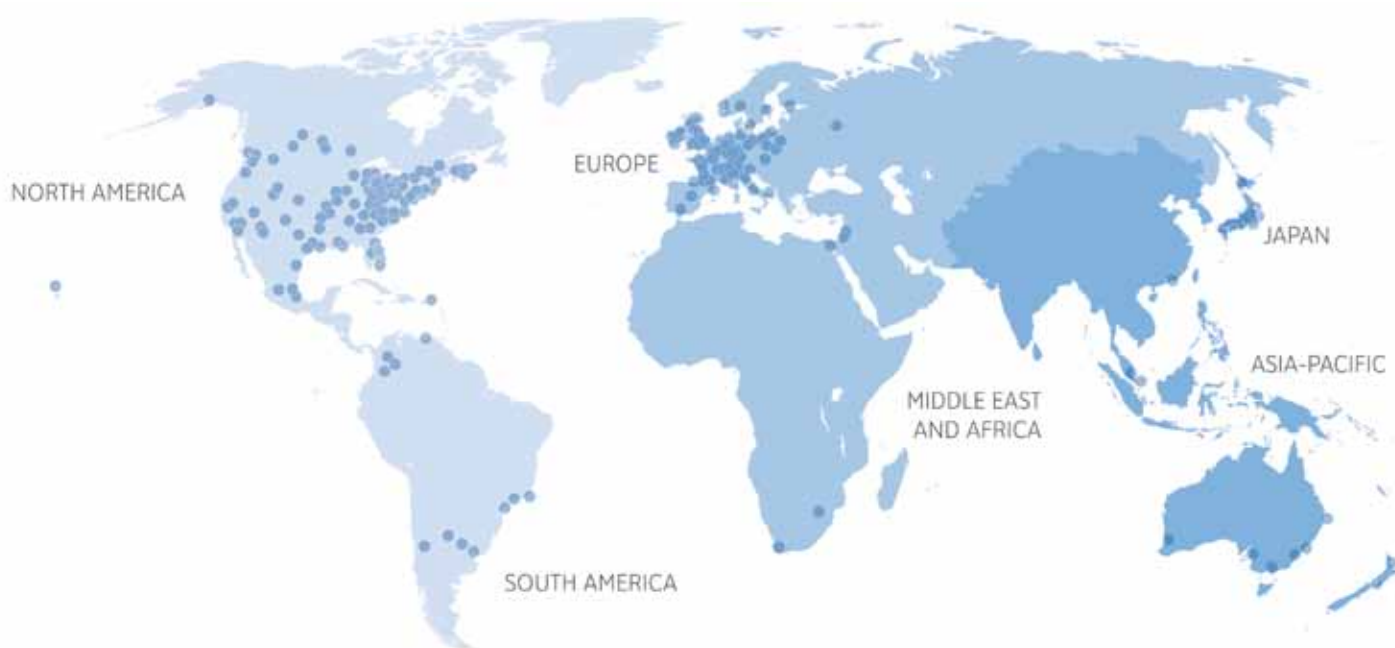 NORTH AMERICA
EUROPE
JAPAN
ASIA-PACIFIC
MIDDLE EAST
AND AFRICA
SOUTH AMERICA